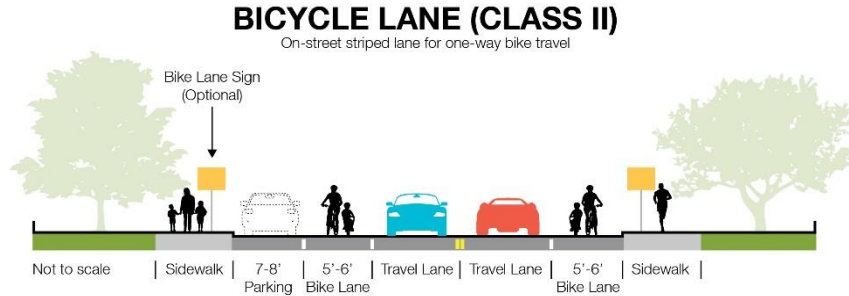 BICYCLE LANE (CLASS II)
On-street striped lane for one-way bike travel
Bike Lane Sign
(Optional)
Not to scale
Sidewalk
7-8’
Parking
5’-6’
Bike Lane
Travel Lane
Travel Lane
5’-6’
Bike Lane
Sidewalk